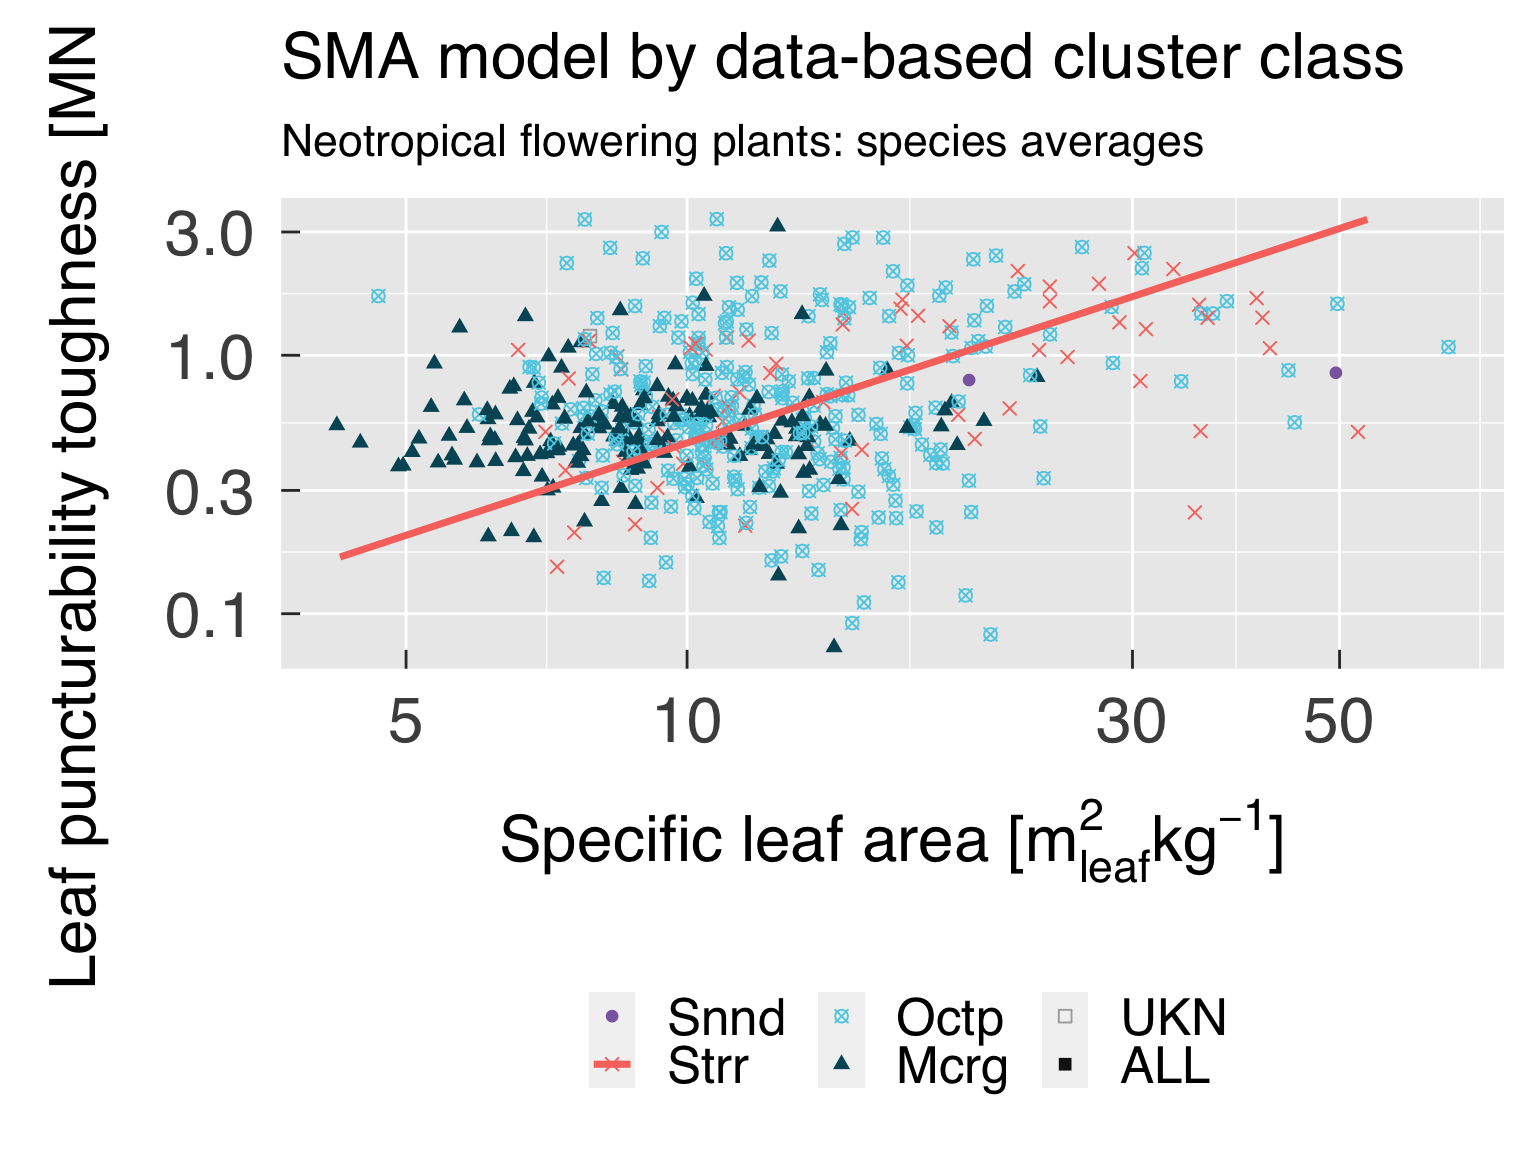 SMA model by data-based cluster class
Neotropical flowering plants: species averages
Leaf puncturability toughness [MN
3.0
1.0
0.3
0.1
5 10 30 50
Specific leaf area [m²leaf kg⁻¹]
Snnd Octp UKN
Strr Mcrg ALL